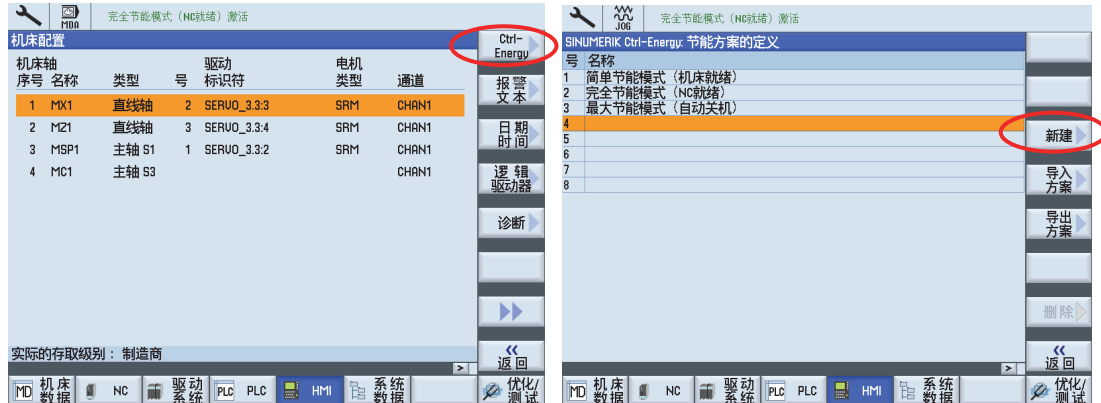 MDA
完全节能模式（NC就绪）激活
机床配置
Ctrl-
Energy
机床轴 驱动 电机
序号 名称 类型 号 标识符 类型 通道
1 MX1 直线轴 2 SERVO_3.3:3 SRM CHAN1
2 MZ1 直线轴 3 SERVO_3.3:4 SRM CHAN1
3 MSP1 主轴 S1 1 SERVO_3.3:2 SRM CHAN1
4 MC1 主轴 S3 CHAN1
报警
文本
日期
时间
逻辑
驱动器
诊断
实际的存取级别：制造商
返回
MD 机床
数据
NC
驱动
系统
PLC PLC
HMI
系统
数据
优化/
测试
JOG
完全节能模式（NC就绪）激活
SINUMERIK Ctrl-Energy: 节能方案的定义
号 名称
1 简单节能模式（机床就绪）
2 完全节能模式（NC就绪）
3 最大节能模式（自动关机）
4
5
6
7
8
新建
导入
方案
导出
方案
删除
返回
MD 机床
数据
NC
驱动
系统
PLC PLC
HMI
系统
数据
优化/
测试